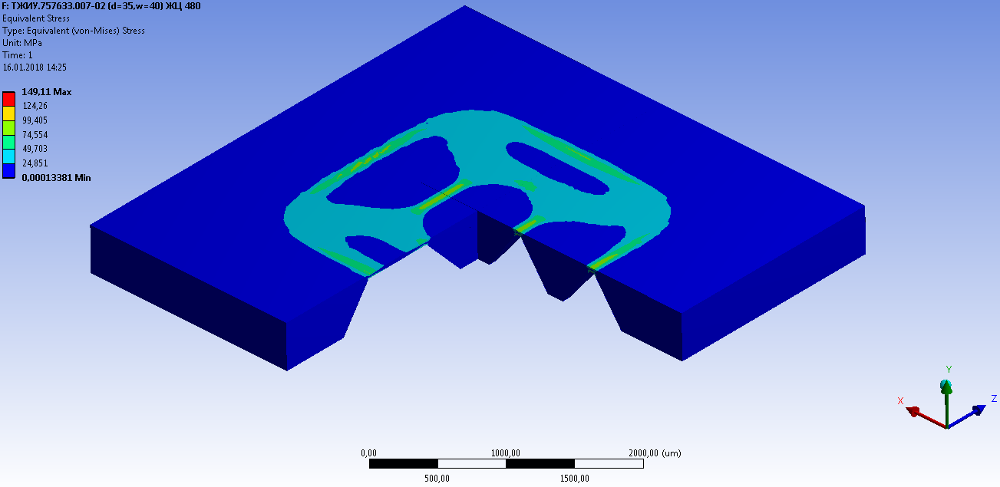 F: ТЖИУ.757633.007-02 (d=35,w=40) ЖЦ 480
Equivalent Stress
Type: Equivalent (von-Mises) Stress
Unit: MPa
Time: 1
16.01.2018 14:25
149,11 Max
124,26
99,405
74,554
49,703
24,851
0,00013381 Min
Y
X
Z
0,00 1000,00 2000,00 (um)
500,00 1500,00